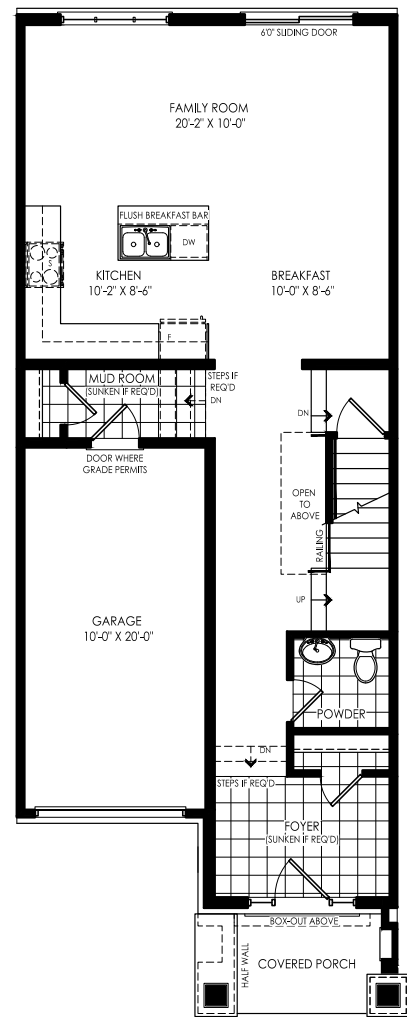 6'0" SLIDING DOOR
FAMILY ROOM
20'-2" X 10'-0"
FLUSH BREAKFAST BAR
DW
S
KITCHEN
10'-2" X 8'-6"
BREAKFAST
10'-0" X 8'-6"
F
MUD ROOM
(SUNKEN IF REQ'D)
STEPS IF
REQ'D
DN
DN
DOOR WHERE
GRADE PERMITS
OPEN
TO
ABOVE
RAILING
UP
GARAGE
10'-0" X 20'-0"
POWDER
DN
STEPS IF REQ'D
FOYER
(SUNKEN IF REQ'D)
BOX-OUT ABOVE
HALF WALL
COVERED PORCH